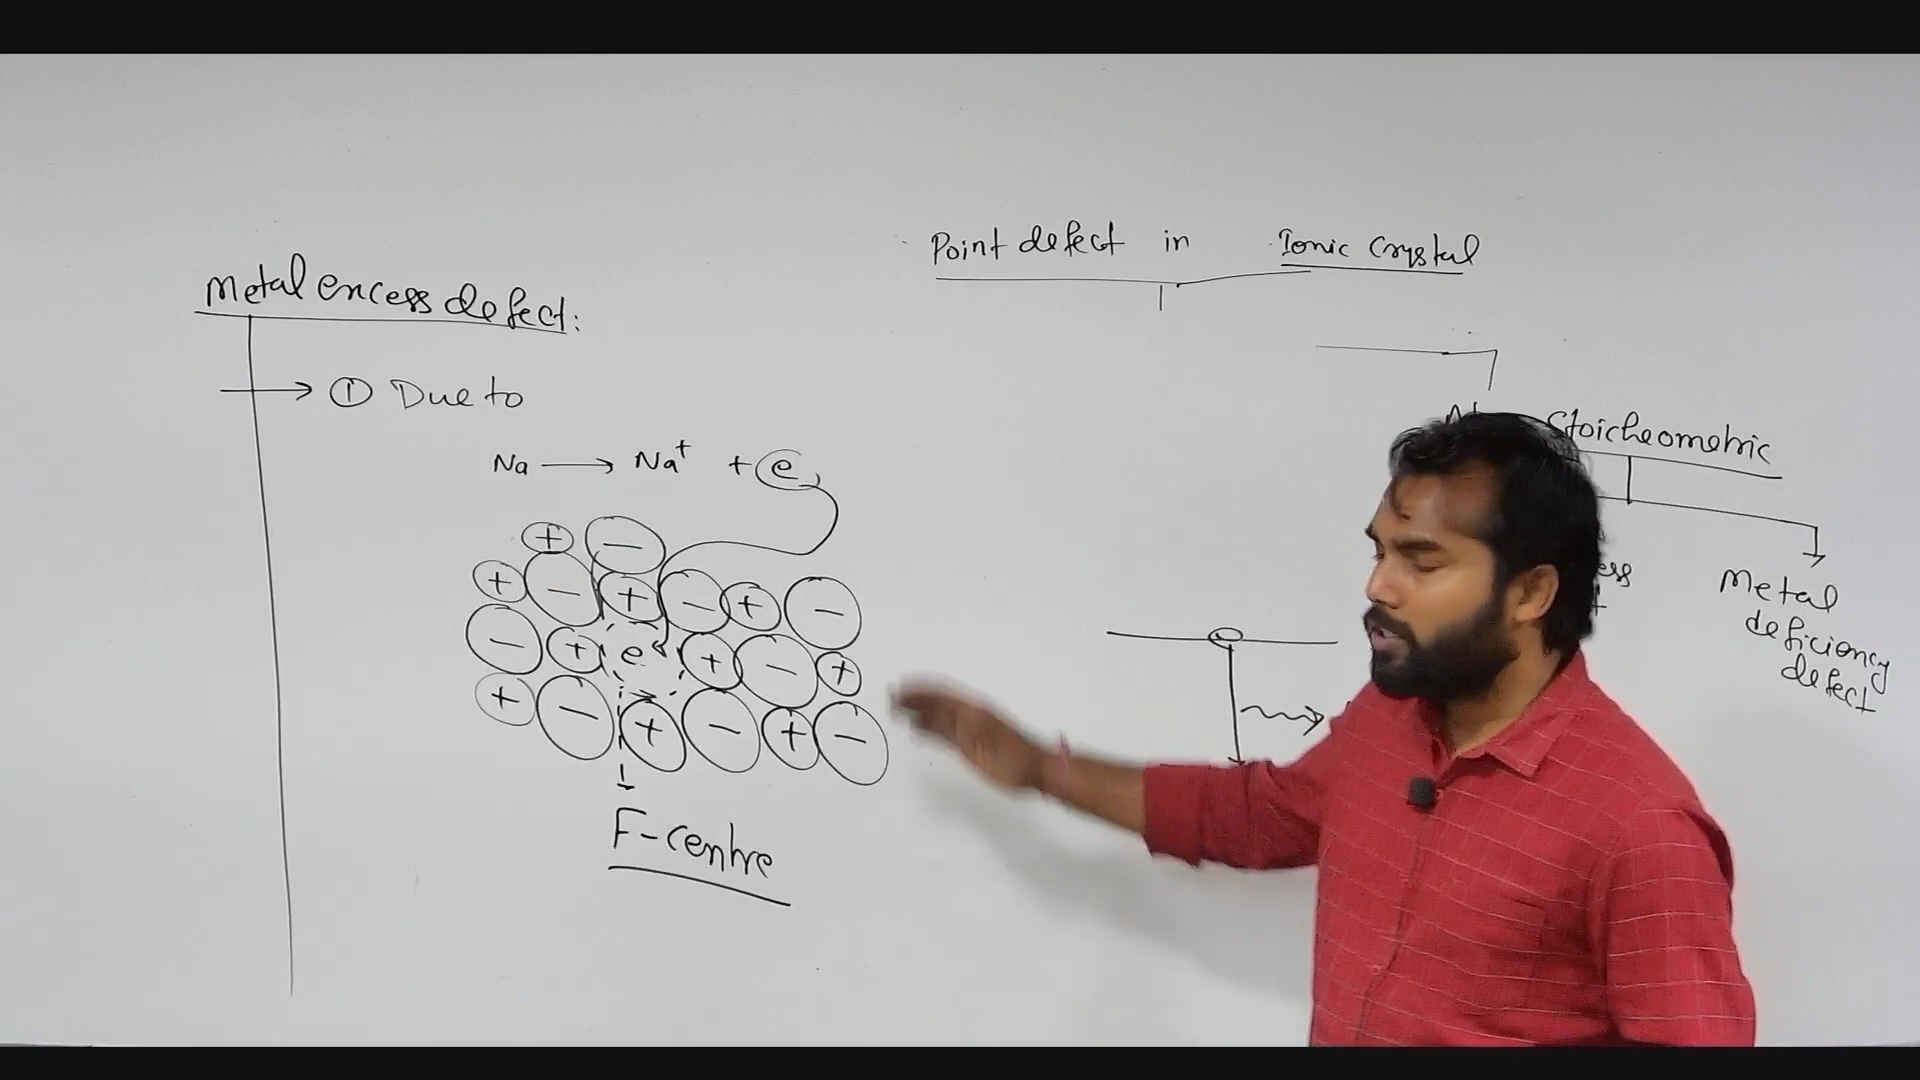 Point defect in Ionic Crystal
Metal excess defect:
① Due to
Na → Na⁺ + e
Stoicheometric
+ −
+ − + − + −
− + e + − +
+ − + − + −
F-centre
Metal
deficiency
defect